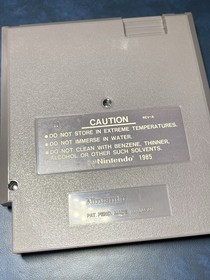 CAUTION REV-A
●DO NOT STORE IN EXTREME TEMPERATURES.
●DO NOT IMMERSE IN WATER.
●DO NOT CLEAN WITH BENZENE, THINNER,
ALCOHOL OR OTHER SUCH SOLVENTS.
©Nintendo 1985
Nintendo